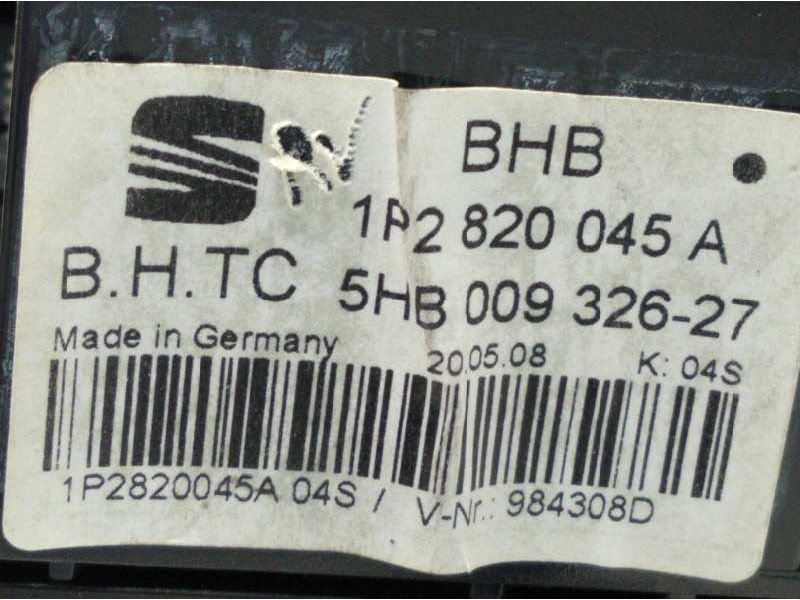 BHB
1P2 820 045 A
B.H.TC 5HB 009 326-27
Made in Germany 20.05.08 K: 04S
1P2820045A 04S / V-Nr.: 984308D